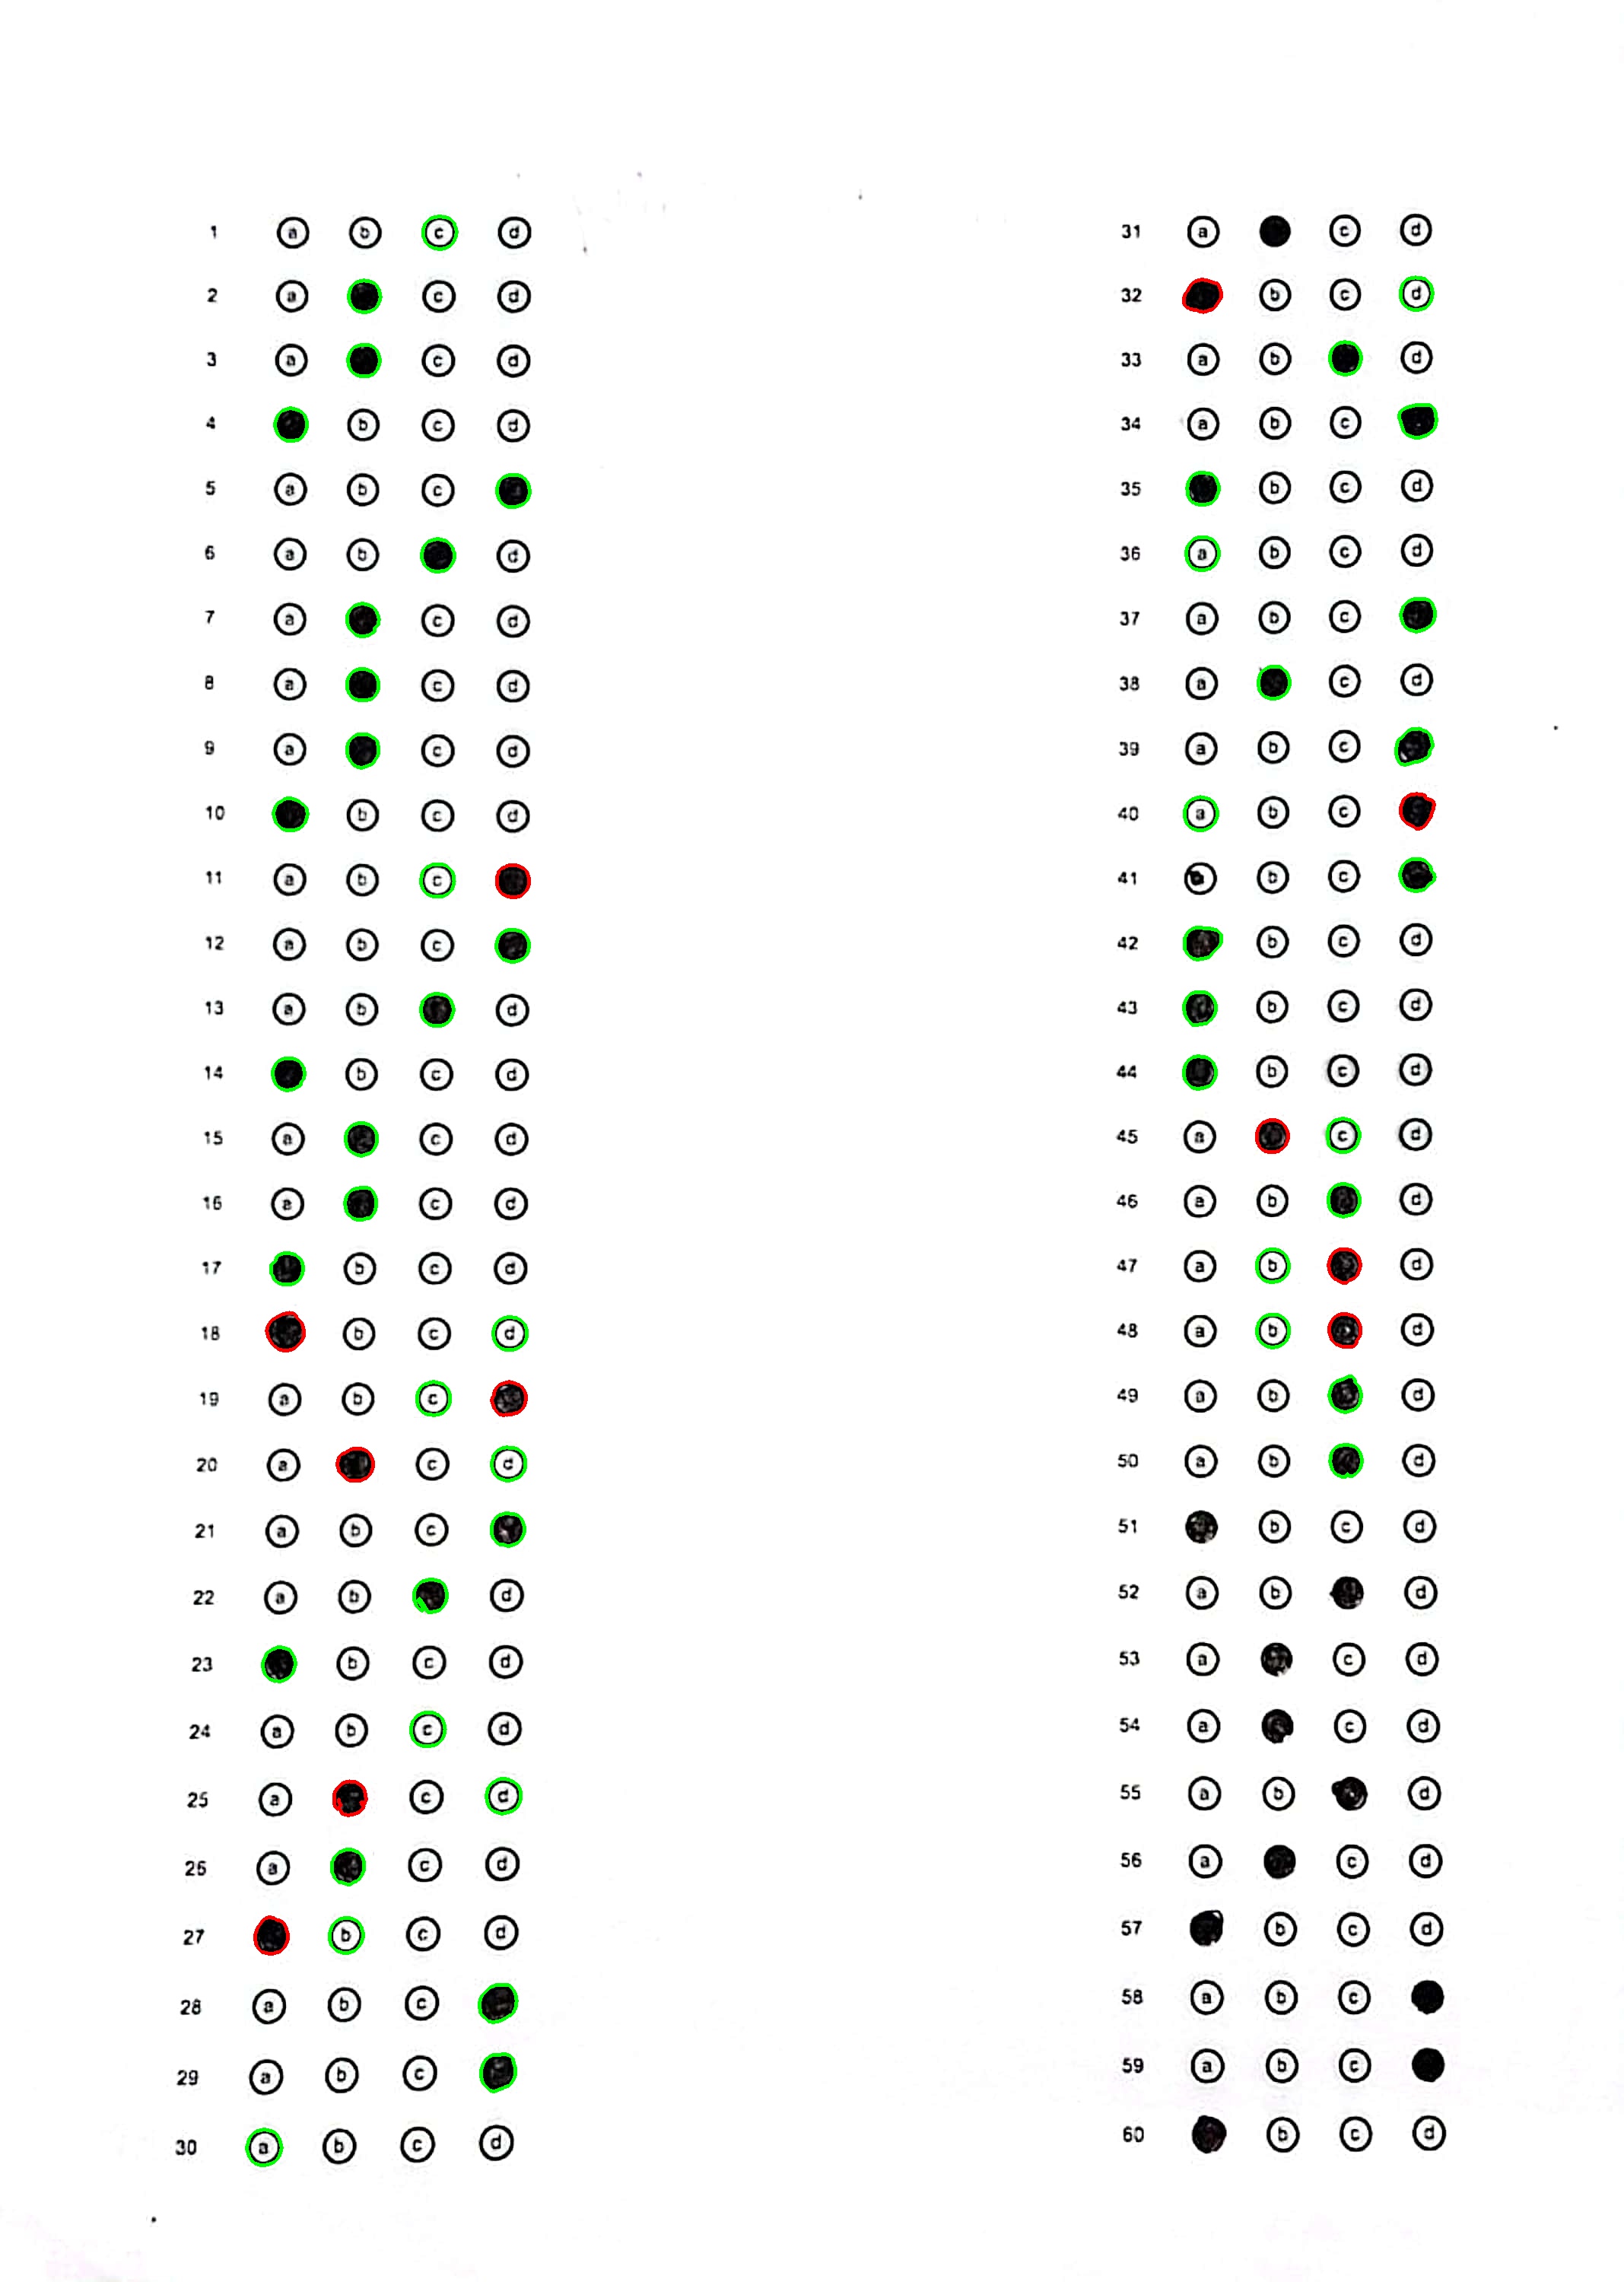 1 a b c d
2 a c d
3 a c d
4 b c d
5 a b c
6 a b d
7 a c d
8 a c d
9 a c d
10 b c d
11 a b c
12 a b c
13 a b d
14 b c d
15 a c d
16 a c d
17 b c d
18 b c d
19 a b c
20 a c d
21 a b c
22 a b d
23 b c d
24 a b c d
25 a c d
26 a c d
27 b c d
28 a b c
29 a b c
30 a b c d
31 a c d
32 b c d
33 a b d
34 a b c
35 b c d
36 a b c d
37 a b c
38 a c d
39 a b c
40 a b c
41 b c
42 b c d
43 b c d
44 b c d
45 a c d
46 a b d
47 a b d
48 a b d
49 a b d
50 a b d
51 b c d
52 a b d
53 a c d
54 a c d
55 a b d
56 a c d
57 b c d
58 a b c
59 a b c
60 b c d